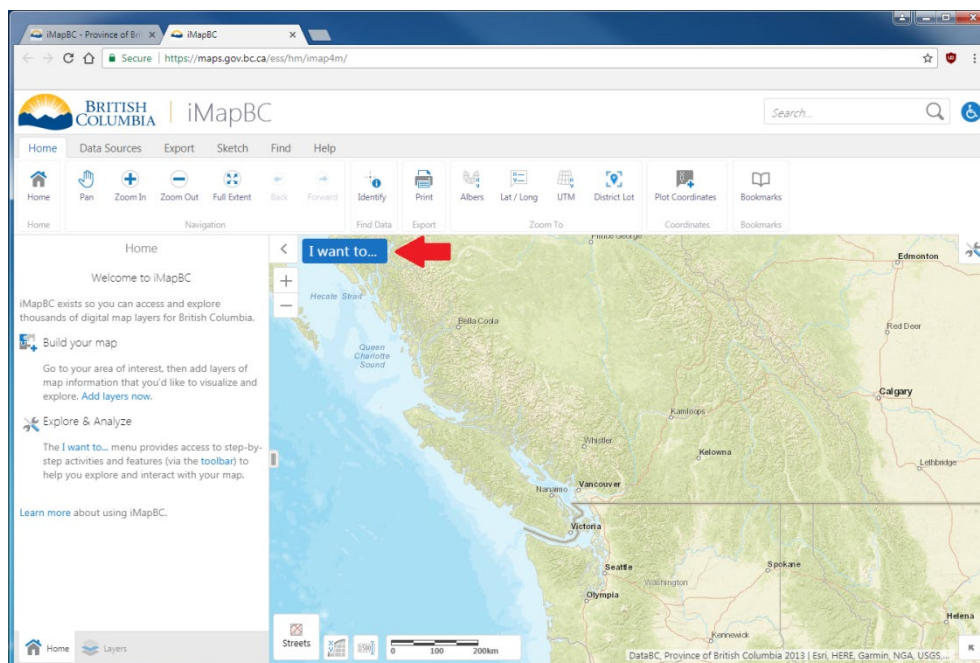 iMapBC - Province of Bri
iMapBC
Secure | https://maps.gov.bc.ca/ess/hm/imap4m/
BRITISH
COLUMBIA
iMapBC
Search...
Home Data Sources Export Sketch Find Help
Home Pan Zoom In Zoom Out Full Extent Back Forward Identify Print Albers Lat / Long UTM District Lot Plot Coordinates Bookmarks
Home Navigation Find Data Export Zoom To Coordinates Bookmarks
Home
Welcome to iMapBC
iMapBC exists so you can access and explore
thousands of digital map layers for British Columbia.
Build your map
Go to your area of interest, then add layers of
map information that you'd like to visualize and
explore. Add layers now.
Explore & Analyze
The I want to... menu provides access to step-by-
step activities and features (via the toolbar) to
help you explore and interact with your map.
Learn more about using iMapBC.
Home Layers
I want to...
Prince George
Edmonton
Hecate Strait
Bella Coola
Red Deer
Queen
Charlotte
Sound
Calgary
Kamloops
Whistler
Kelowna
Lethbridge
Nanaimo Vancouver
Victoria
Seattle
Spokane
Washington
Olympia
Helena
Kennewick
Streets
0 100 200km
DataBC, Province of British Columbia 2013 | Esri, HERE, Garmin, NGA, USGS,...